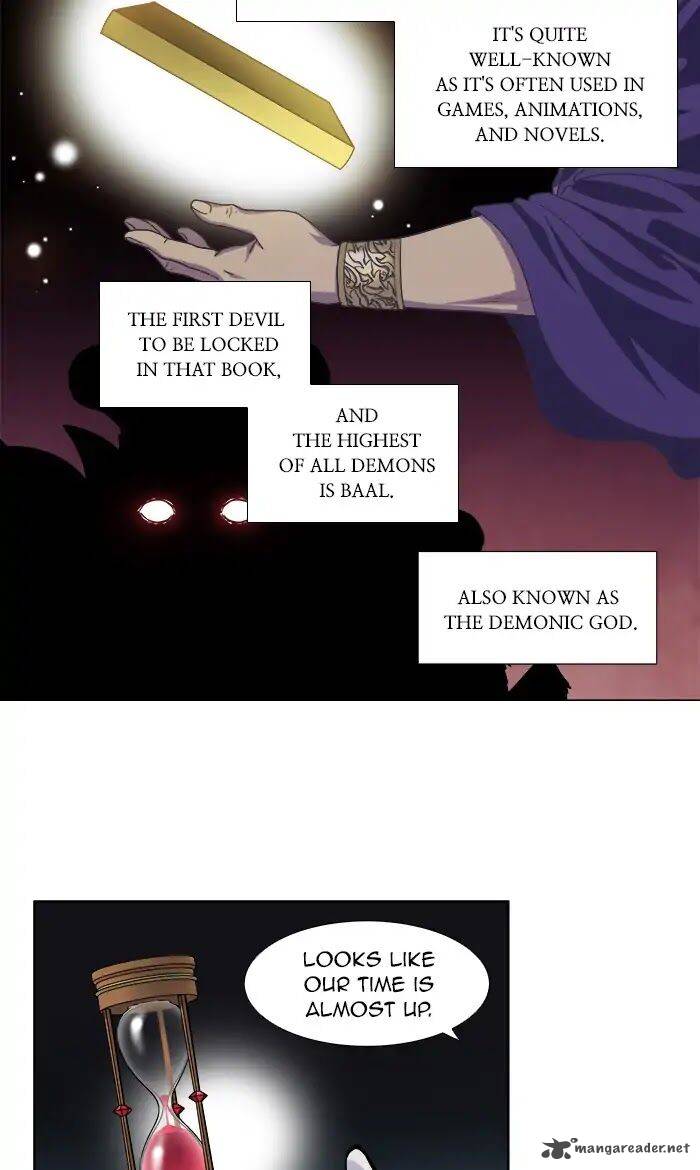 IT'S QUITE
WELL-KNOWN
AS IT'S OFTEN USED IN
GAMES, ANIMATIONS,
AND NOVELS.
THE FIRST DEVIL
TO BE LOCKED
IN THAT BOOK,
AND
THE HIGHEST
OF ALL DEMONS
IS BAAL.
ALSO KNOWN AS
THE DEMONIC GOD.
LOOKS LIKE
OUR TIME IS
ALMOST UP.
mangareader.net